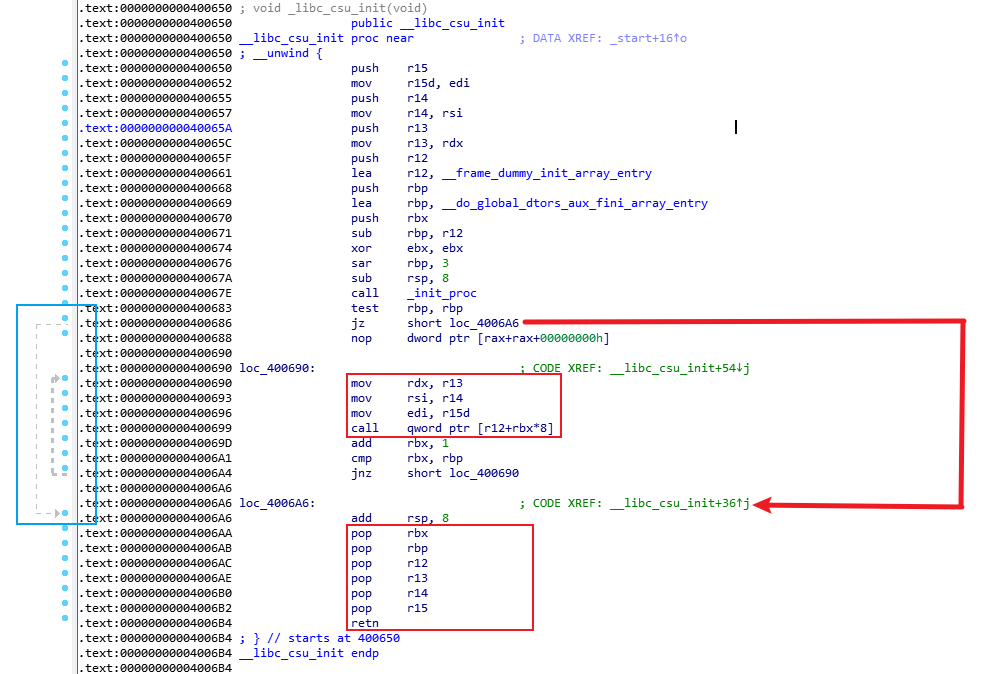 .text:0000000000400650 ; void _libc_csu_init(void)
.text:0000000000400650 public __libc_csu_init
.text:0000000000400650 __libc_csu_init proc near ; DATA XREF: _start+16↑o
.text:0000000000400650 ; __unwind {
.text:0000000000400650 push r15
.text:0000000000400652 mov r15d, edi
.text:0000000000400655 push r14
.text:0000000000400657 mov r14, rsi
.text:000000000040065A push r13
.text:000000000040065C mov r13, rdx
.text:000000000040065F push r12
.text:0000000000400661 lea r12, __frame_dummy_init_array_entry
.text:0000000000400668 push rbp
.text:0000000000400669 lea rbp, __do_global_dtors_aux_fini_array_entry
.text:0000000000400670 push rbx
.text:0000000000400671 sub rbp, r12
.text:0000000000400674 xor ebx, ebx
.text:0000000000400676 sar rbp, 3
.text:000000000040067A sub rsp, 8
.text:000000000040067E call _init_proc
.text:0000000000400683 test rbp, rbp
.text:0000000000400686 jz short loc_4006A6
.text:0000000000400688 nop dword ptr [rax+rax+00000000h]
.text:0000000000400690
.text:0000000000400690 loc_400690: ; CODE XREF: __libc_csu_init+54↓j
.text:0000000000400690 mov rdx, r13
.text:0000000000400693 mov rsi, r14
.text:0000000000400696 mov edi, r15d
.text:0000000000400699 call qword ptr [r12+rbx*8]
.text:000000000040069D add rbx, 1
.text:00000000004006A1 cmp rbx, rbp
.text:00000000004006A4 jnz short loc_400690
.text:00000000004006A6
.text:00000000004006A6 loc_4006A6: ; CODE XREF: __libc_csu_init+36↑j
.text:00000000004006A6 add rsp, 8
.text:00000000004006AA pop rbx
.text:00000000004006AB pop rbp
.text:00000000004006AC pop r12
.text:00000000004006AE pop r13
.text:00000000004006B0 pop r14
.text:00000000004006B2 pop r15
.text:00000000004006B4 retn
.text:00000000004006B4 ; } // starts at 400650
.text:00000000004006B4 __libc_csu_init endp
.text:00000000004006B4